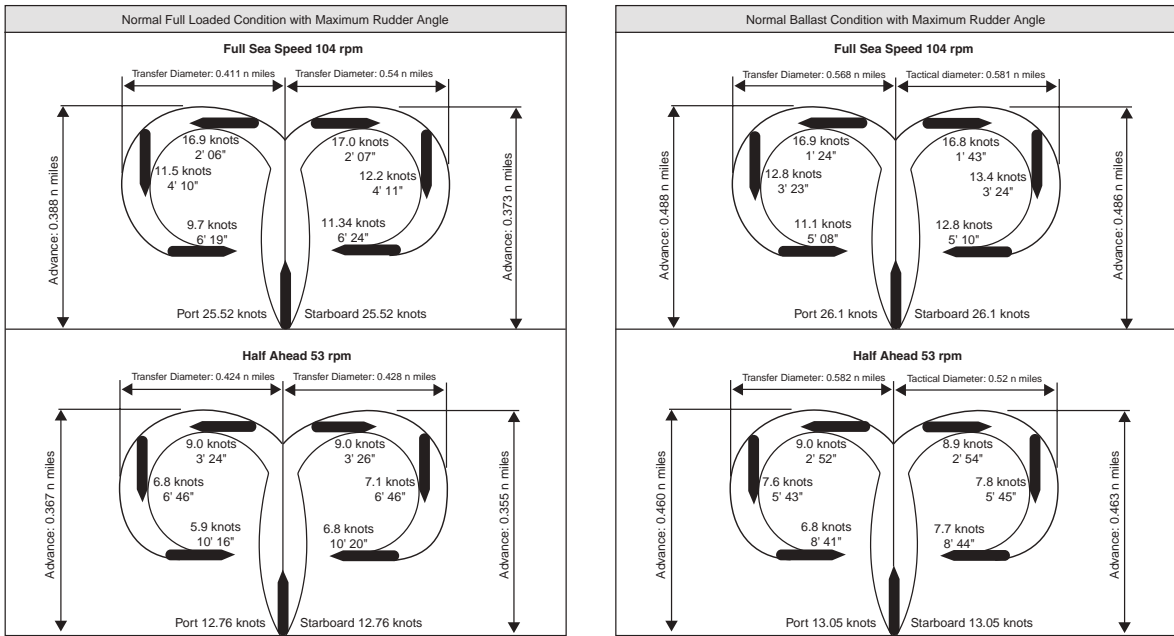 Normal Full Loaded Condition with Maximum Rudder Angle
Full Sea Speed 104 rpm
Transfer Diameter: 0.411 n miles
Transfer Diameter: 0.54 n miles
Advance: 0.388 n miles
16.9 knots
2' 06"
17.0 knots
2' 07"
11.5 knots
4' 10"
12.2 knots
4' 11"
9.7 knots
6' 19"
11.34 knots
6' 24"
Advance: 0.373 n miles
Port 25.52 knots
Starboard 25.52 knots
Half Ahead 53 rpm
Transfer Diameter: 0.424 n miles
Transfer Diameter: 0.428 n miles
Advance: 0.367 n miles
9.0 knots
3' 24"
9.0 knots
3' 26"
6.8 knots
6' 46"
7.1 knots
6' 46"
5.9 knots
10' 16"
6.8 knots
10' 20"
Advance: 0.355 n miles
Port 12.76 knots
Starboard 12.76 knots
Normal Ballast Condition with Maximum Rudder Angle
Full Sea Speed 104 rpm
Transfer Diameter: 0.568 n miles
Tactical diameter: 0.581 n miles
Advance: 0.488 n miles
16.9 knots
1' 24"
16.8 knots
1' 43"
12.8 knots
3' 23"
13.4 knots
3' 24"
11.1 knots
5' 08"
12.8 knots
5' 10"
Advance: 0.486 n miles
Port 26.1 knots
Starboard 26.1 knots
Half Ahead 53 rpm
Transfer Diameter: 0.582 n miles
Tactical Diameter: 0.52 n miles
Advance: 0.460 n miles
9.0 knots
2' 52"
8.9 knots
2' 54"
7.6 knots
5' 43"
7.8 knots
5' 45"
6.8 knots
8' 41"
7.7 knots
8' 44"
Advance: 0.463 n miles
Port 13.05 knots
Starboard 13.05 knots